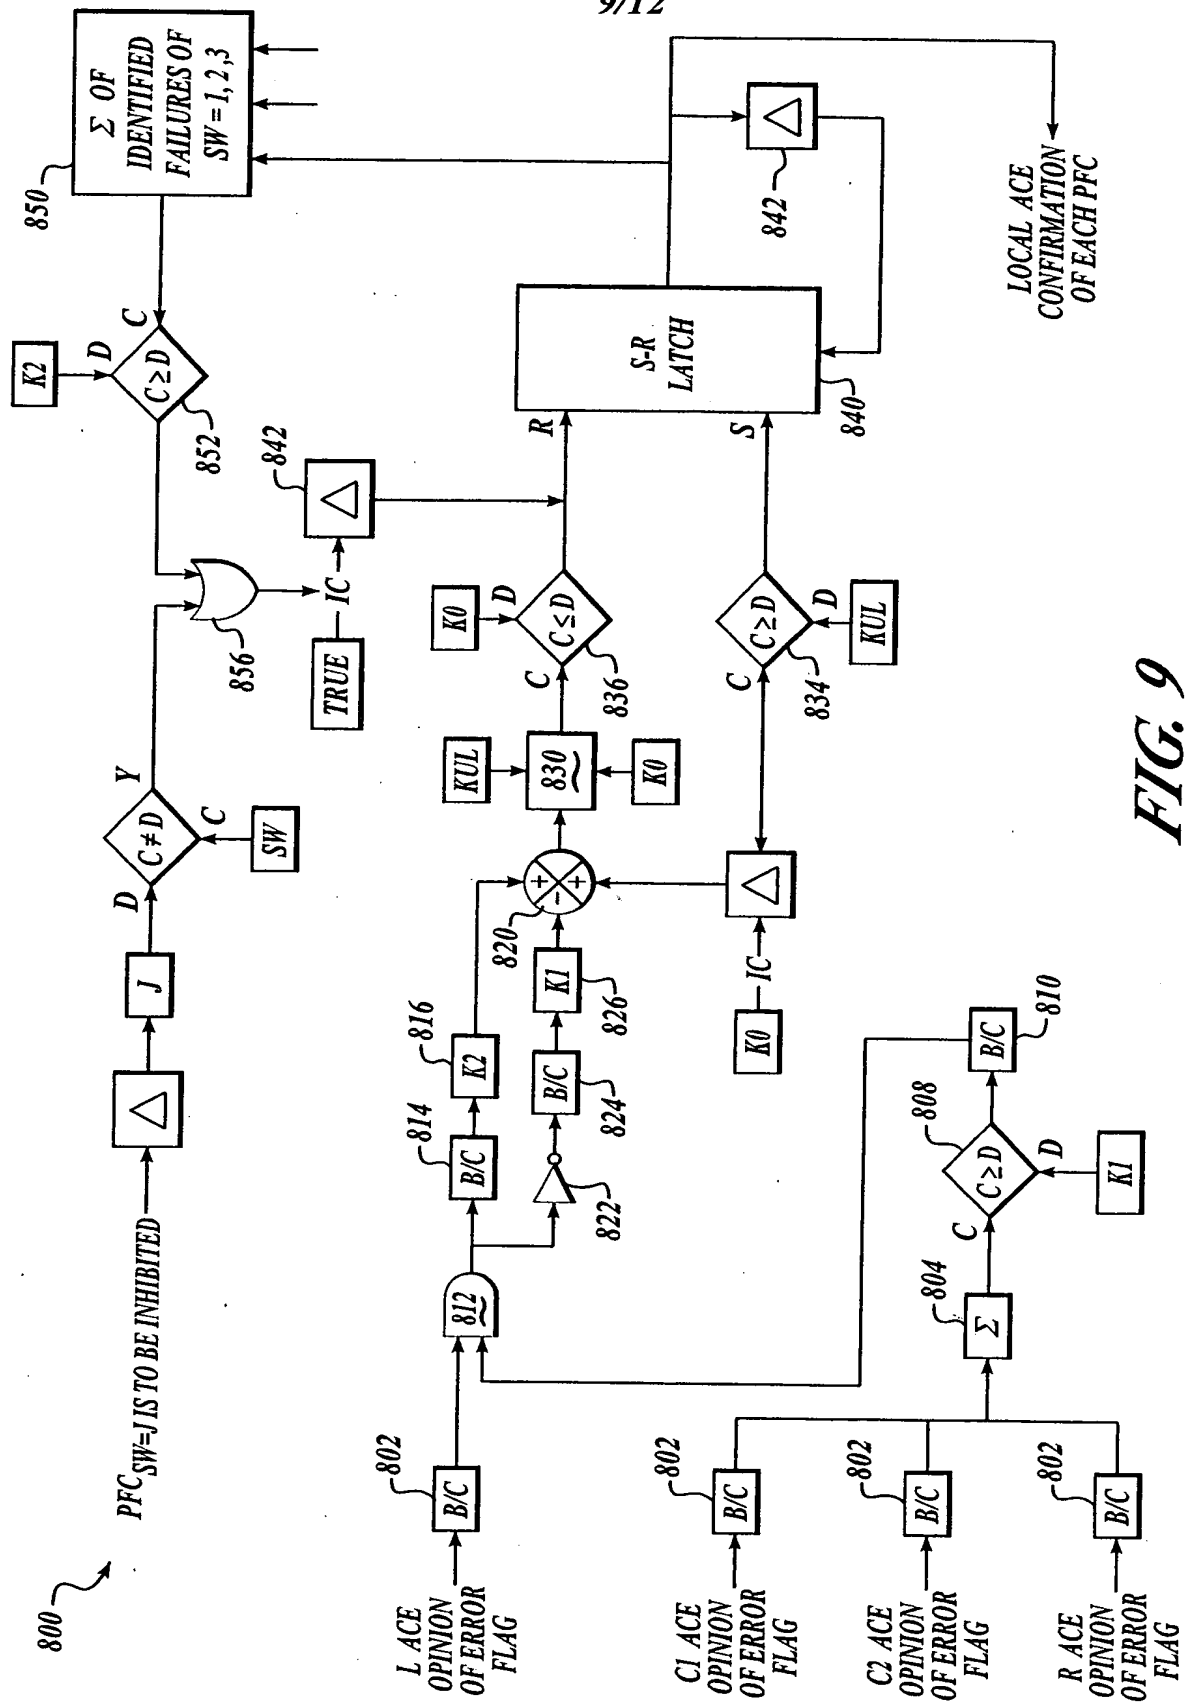 9/12
800
PFC SW=J IS TO BE INHIBITED
△
J
D
C≠D
Y
C
SW
856
TRUE
IC
△
842
K2
D
C
C≥D
852
850
Σ OF
IDENTIFIED
FAILURES OF
SW = 1, 2, 3
L ACE
OPINION
OF ERROR
FLAG
B/C
802
812
B/C
814
K2
816
822
B/C
824
K1
826
820
+
-
+
KUL
830
K0
C
K0
D
C≤D
836
R
S-R
LATCH
840
S
△
842
LOCAL ACE
CONFIRMATION
OF EACH PFC
K0
IC
△
C
C≥D
834
D
KUL
C1 ACE
OPINION
OF ERROR
FLAG
B/C
802
C2 ACE
OPINION
OF ERROR
FLAG
B/C
802
R ACE
OPINION
OF ERROR
FLAG
B/C
802
Σ
804
C
C≥D
808
D
K1
B/C
810
FIG. 9